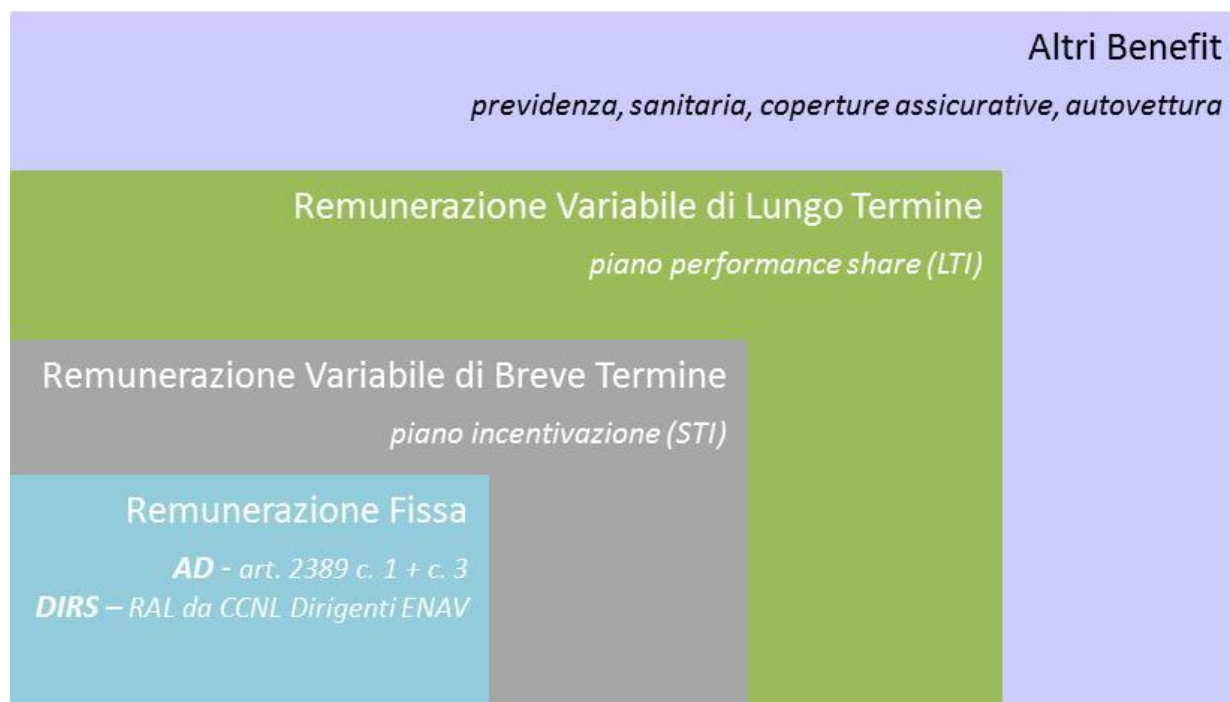 Altri Benefit
previdenza, sanitaria, coperture assicurative, autovettura
Remunerazione Variabile di Lungo Termine
piano performance share (LTI)
Remunerazione Variabile di Breve Termine
piano incentivazione (STI)
Remunerazione Fissa
AD - art. 2389 c. 1 + c. 3
DIRS – RAL da CCNL Dirigenti ENAV